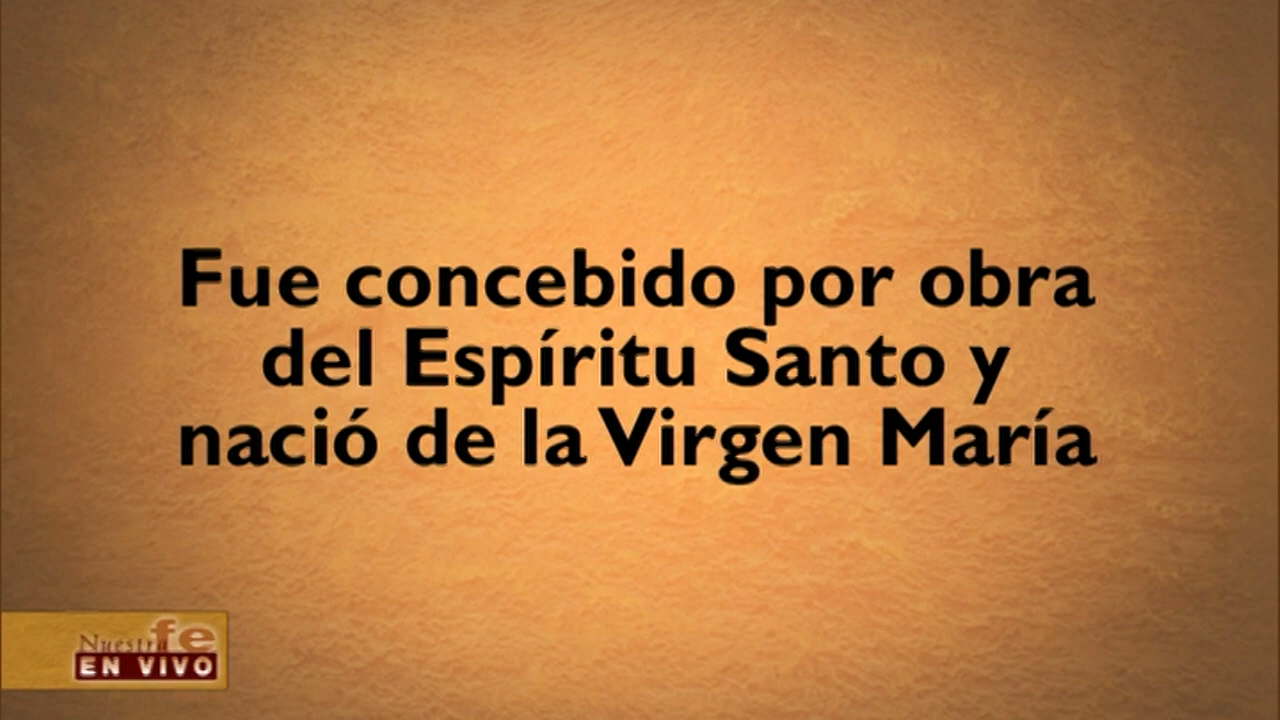 Fue concebido por obra
del Espíritu Santo y
nació de la Virgen María
Nuestra fe
EN VIVO